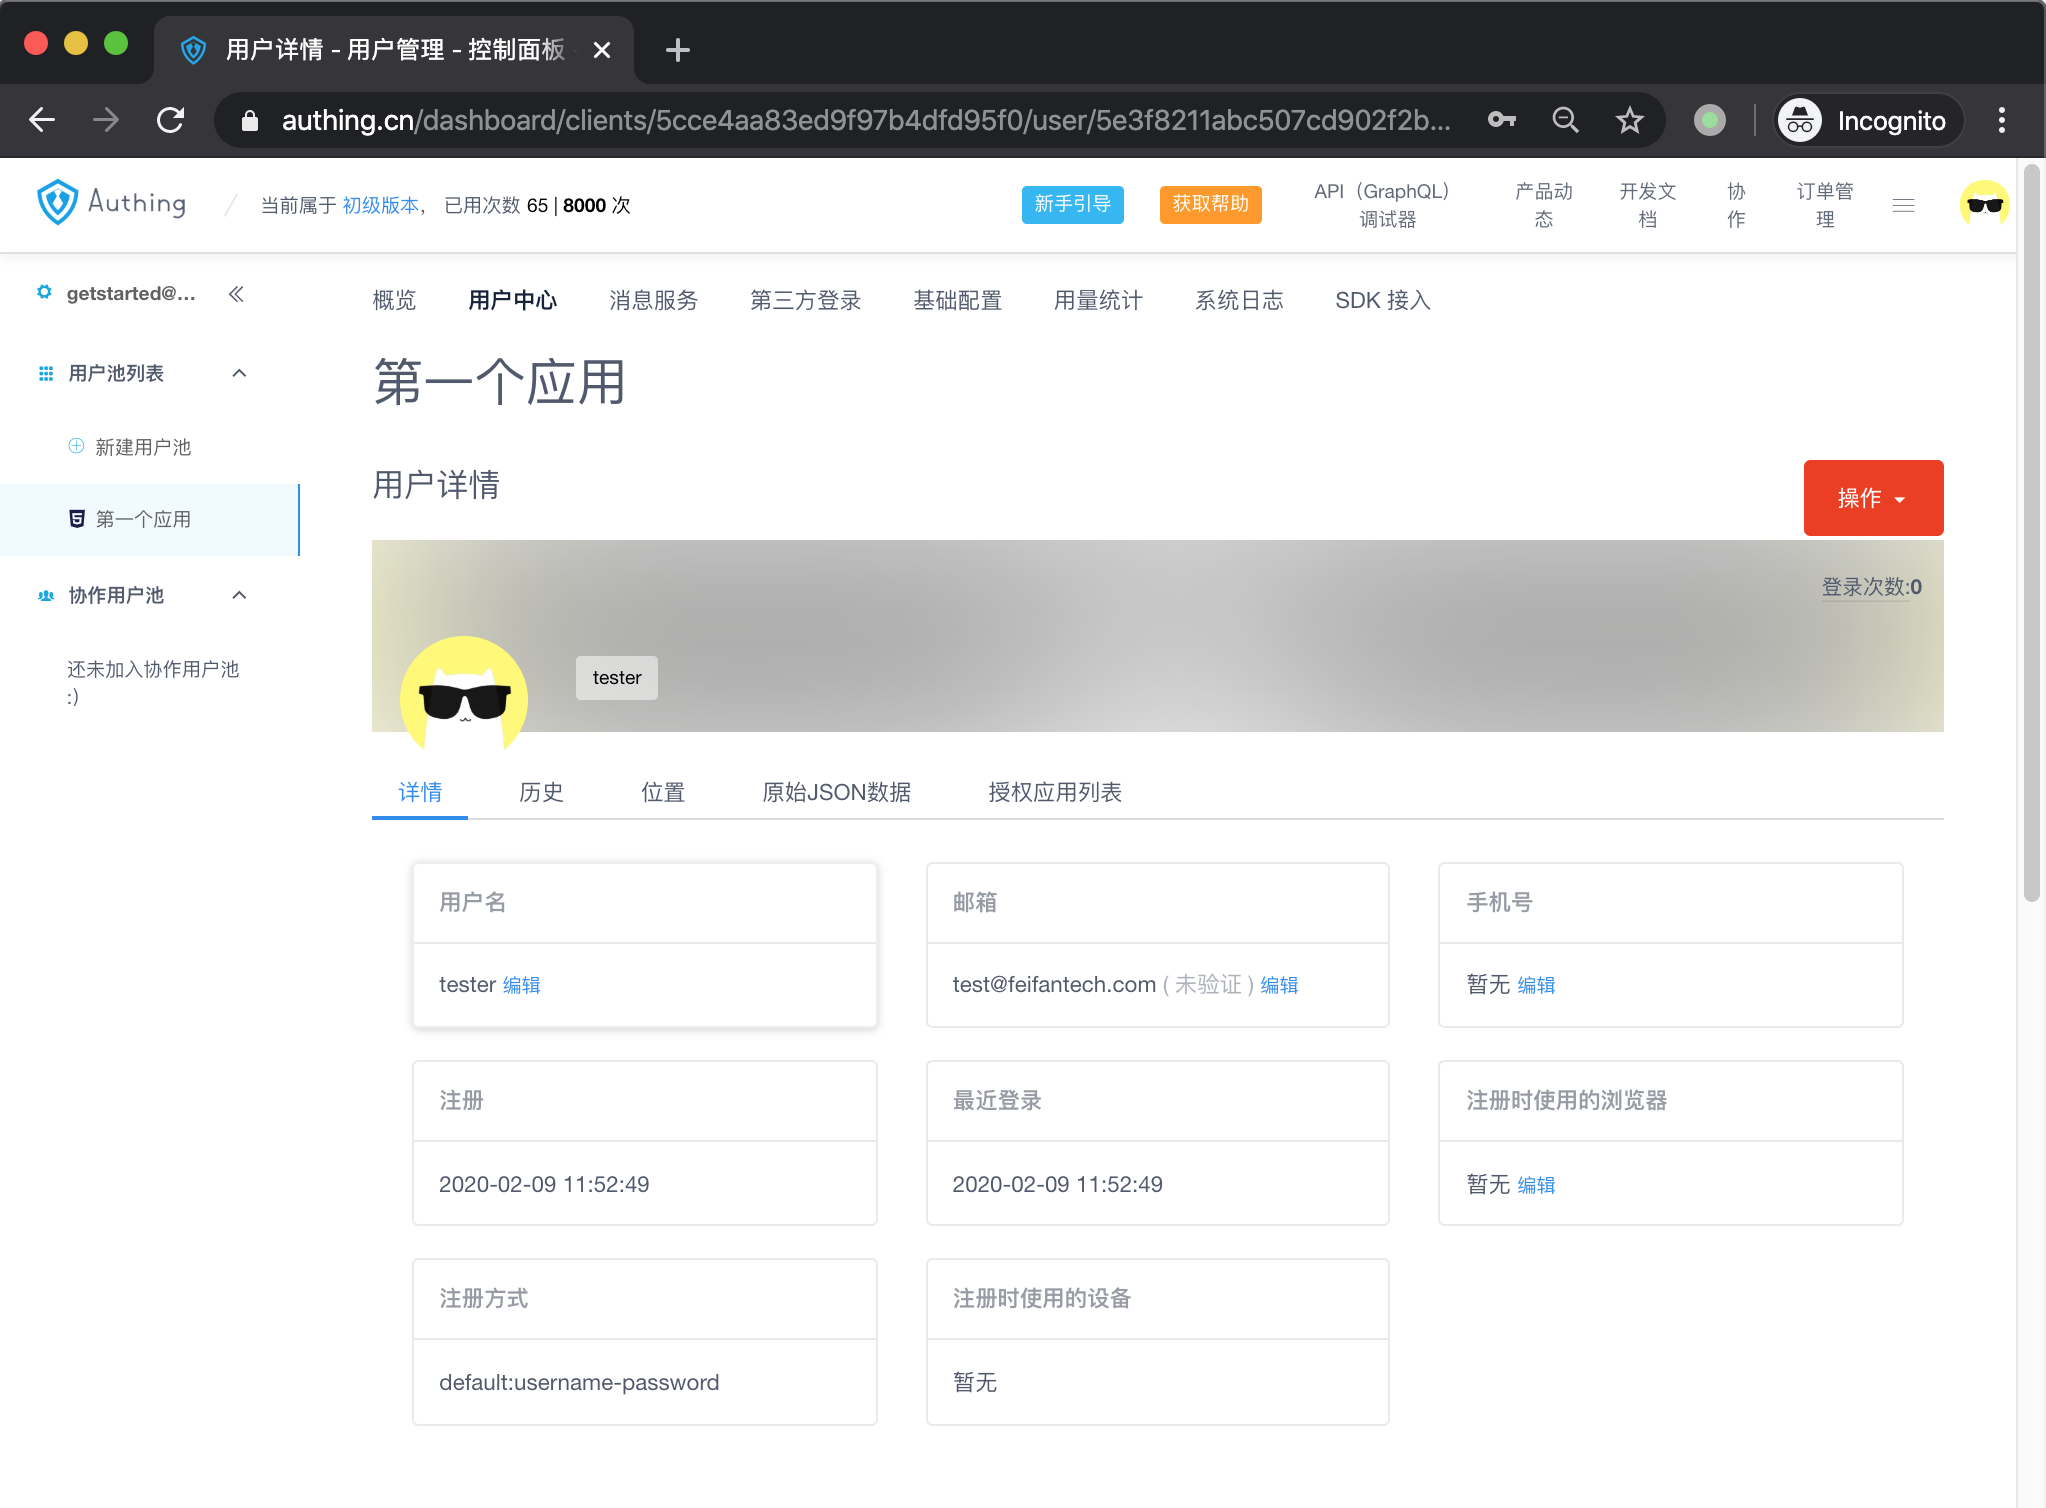 用户详情 - 用户管理 - 控制面板
authing.cn/dashboard/clients/5cce4aa83ed9f97b4dfd95f0/user/5e3f8211abc507cd902f2b...
Incognito
Authing
/ 当前属于 初级版本, 已用次数 65 | 8000 次
新手引导
获取帮助
API（GraphQL）
调试器
产品动
态
开发文
档
协
作
订单管
理
getstarted@...
用户池列表
新建用户池
第一个应用
协作用户池
还未加入协作用户池
:)
概览 用户中心 消息服务 第三方登录 基础配置 用量统计 系统日志 SDK 接入
第一个应用
用户详情
操作
登录次数:0
tester
详情 历史 位置 原始JSON数据 授权应用列表
用户名
tester 编辑
邮箱
test@feifantech.com ( 未验证 ) 编辑
手机号
暂无 编辑
注册
2020-02-09 11:52:49
最近登录
2020-02-09 11:52:49
注册时使用的浏览器
暂无 编辑
注册方式
default:username-password
注册时使用的设备
暂无